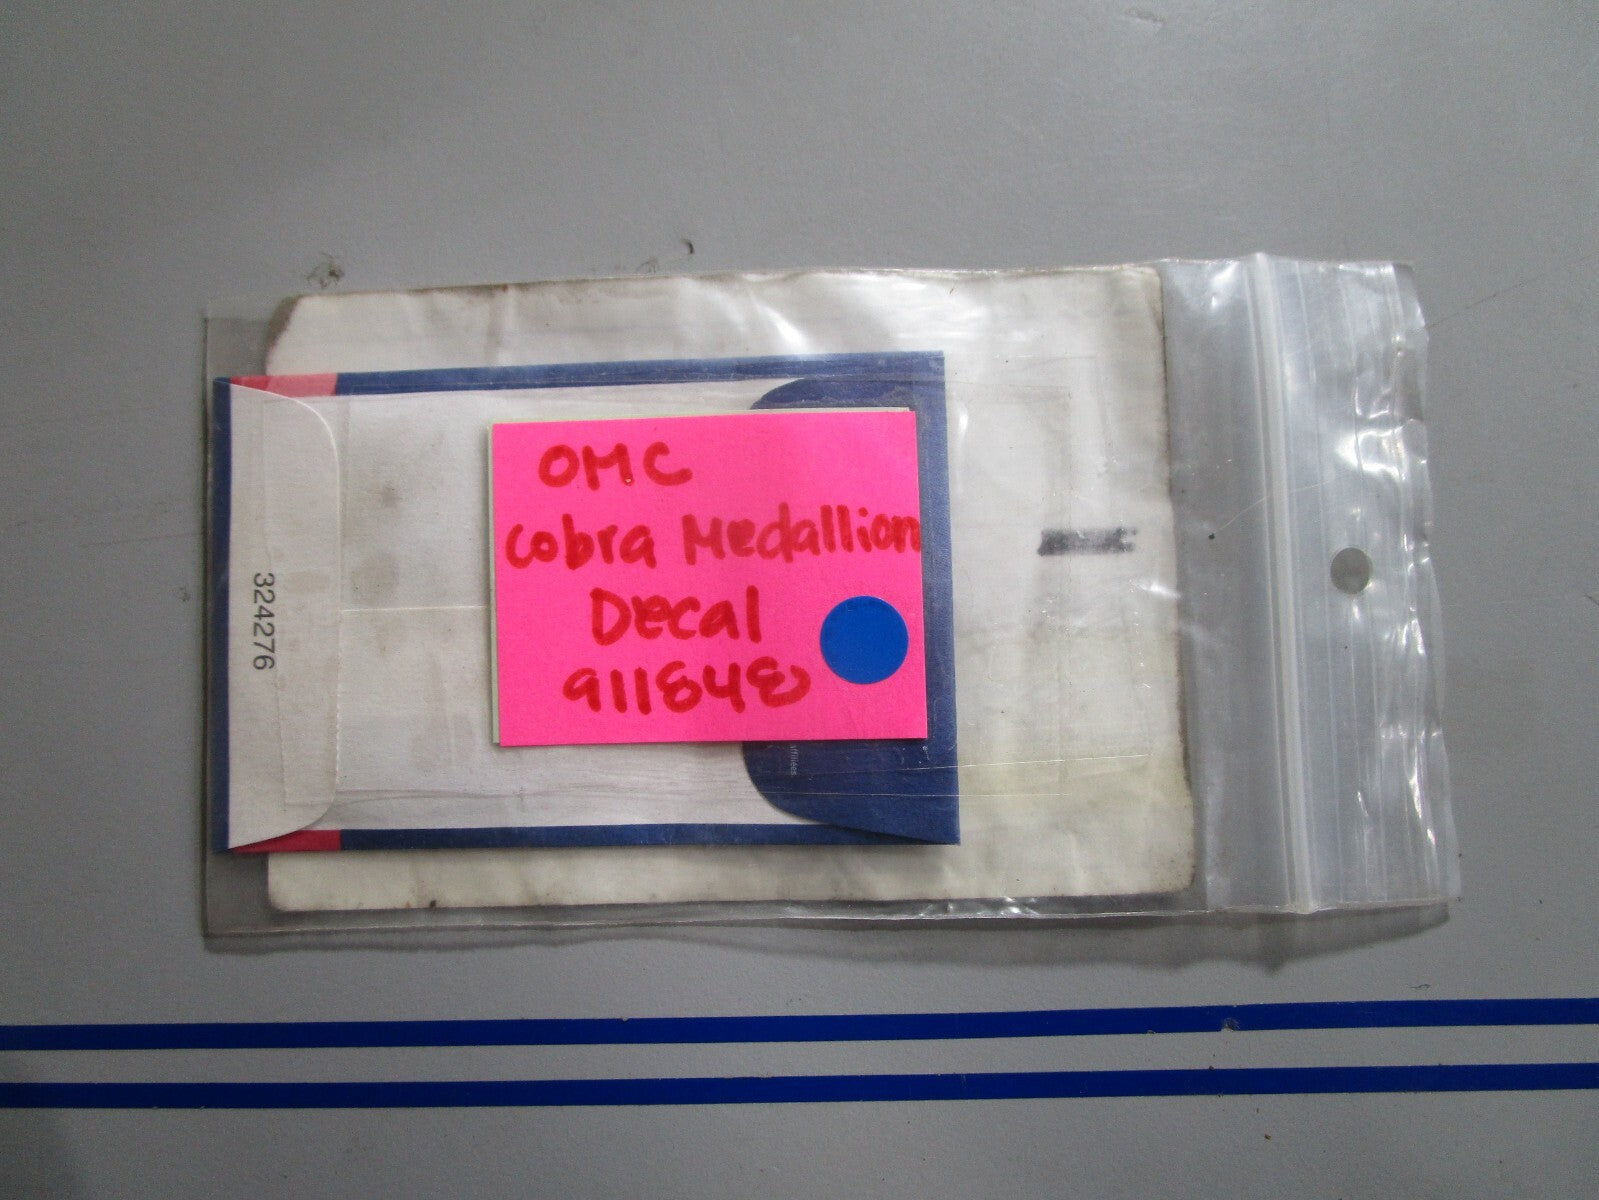 OMC
Cobra Medallion
Decal
911848
324276